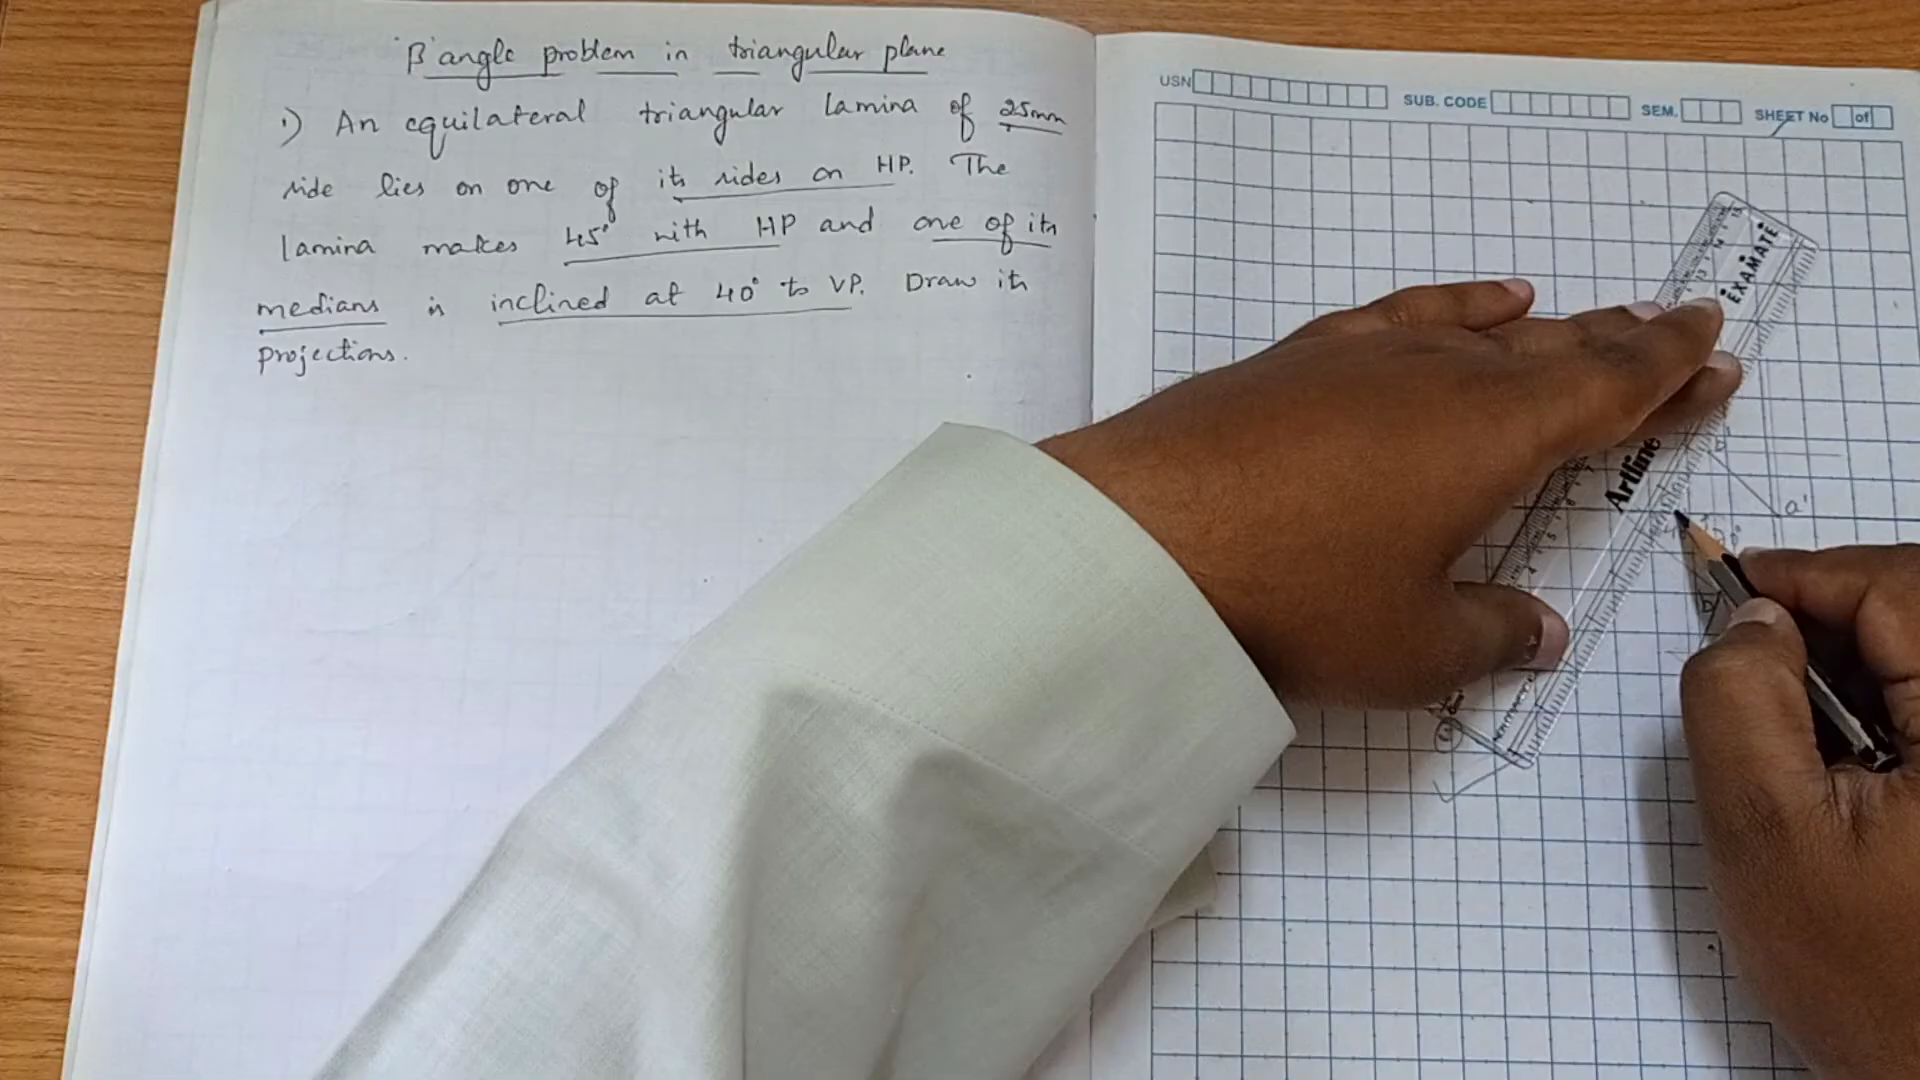 β angle problem in triangular plane
1) An equilateral triangular lamina of 25mm
side lies on one of its sides on HP. The
lamina makes 45° with HP and one of its
medians is inclined at 40° to VP. Draw its
projections.
USN SUB. CODE SEM. SHEET No of
EXAMATE
Artline
a'
b